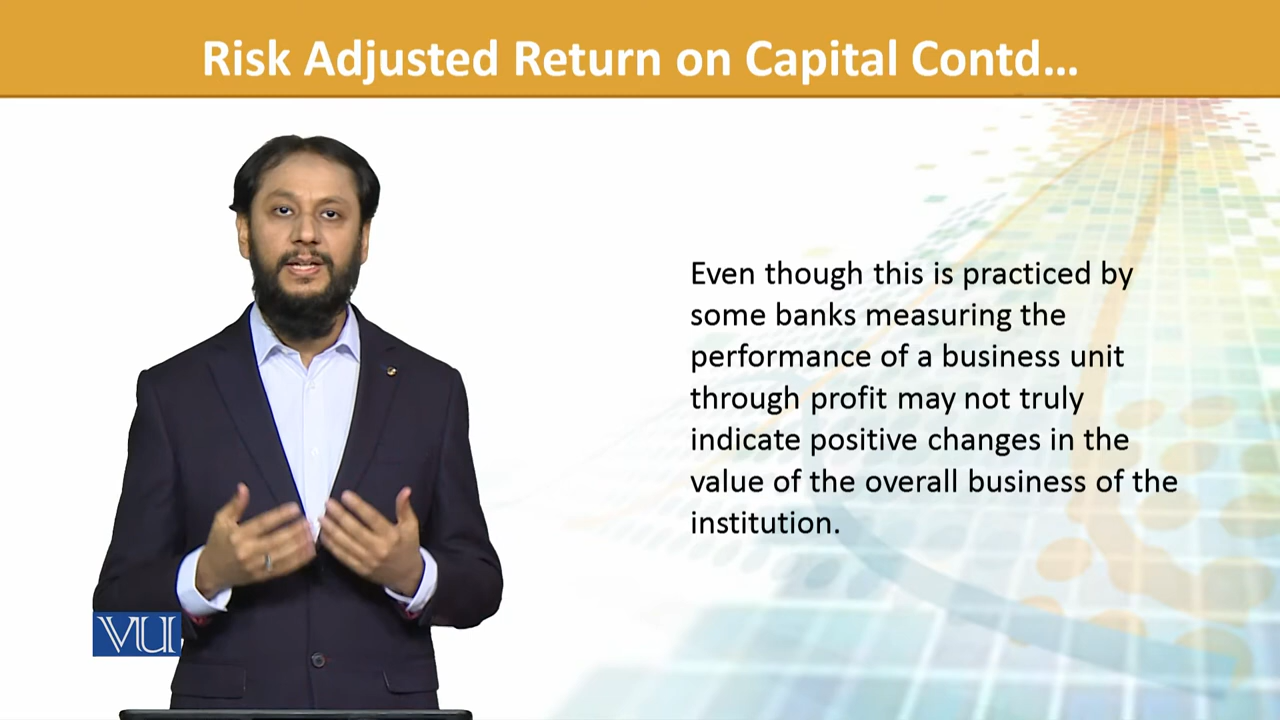 Risk Adjusted Return on Capital Contd...
Even though this is practiced by
some banks measuring the
performance of a business unit
through profit may not truly
indicate positive changes in the
value of the overall business of the
institution.
VU